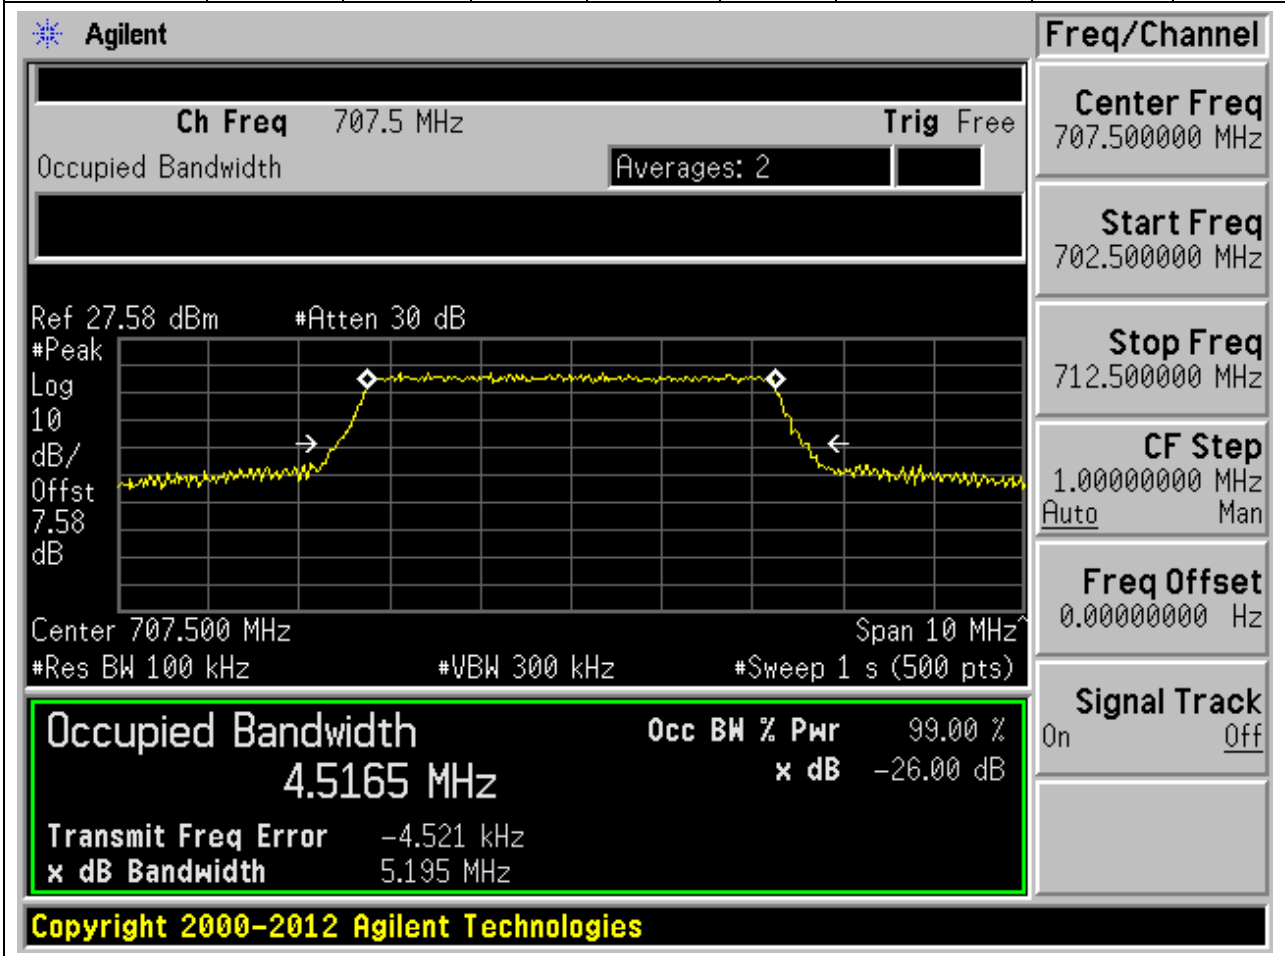 Agilent
Freq/Channel
Ch Freq 707.5 MHz Trig Free
Occupied Bandwidth Averages: 2
Center Freq
707.500000 MHz
Start Freq
702.500000 MHz
Stop Freq
712.500000 MHz
CF Step
1.00000000 MHz
Auto Man
Freq Offset
0.00000000 Hz
Signal Track
On Off
Ref 27.58 dBm #Atten 30 dB
#Peak
Log
10
dB/
Offst
7.58
dB
Center 707.500 MHz Span 10 MHz^
#Res BW 100 kHz #VBW 300 kHz #Sweep 1 s (500 pts)
Occupied Bandwidth Occ BW % Pwr 99.00 %
4.5165 MHz x dB -26.00 dB
Transmit Freq Error -4.521 kHz
x dB Bandwidth 5.195 MHz
Copyright 2000-2012 Agilent Technologies